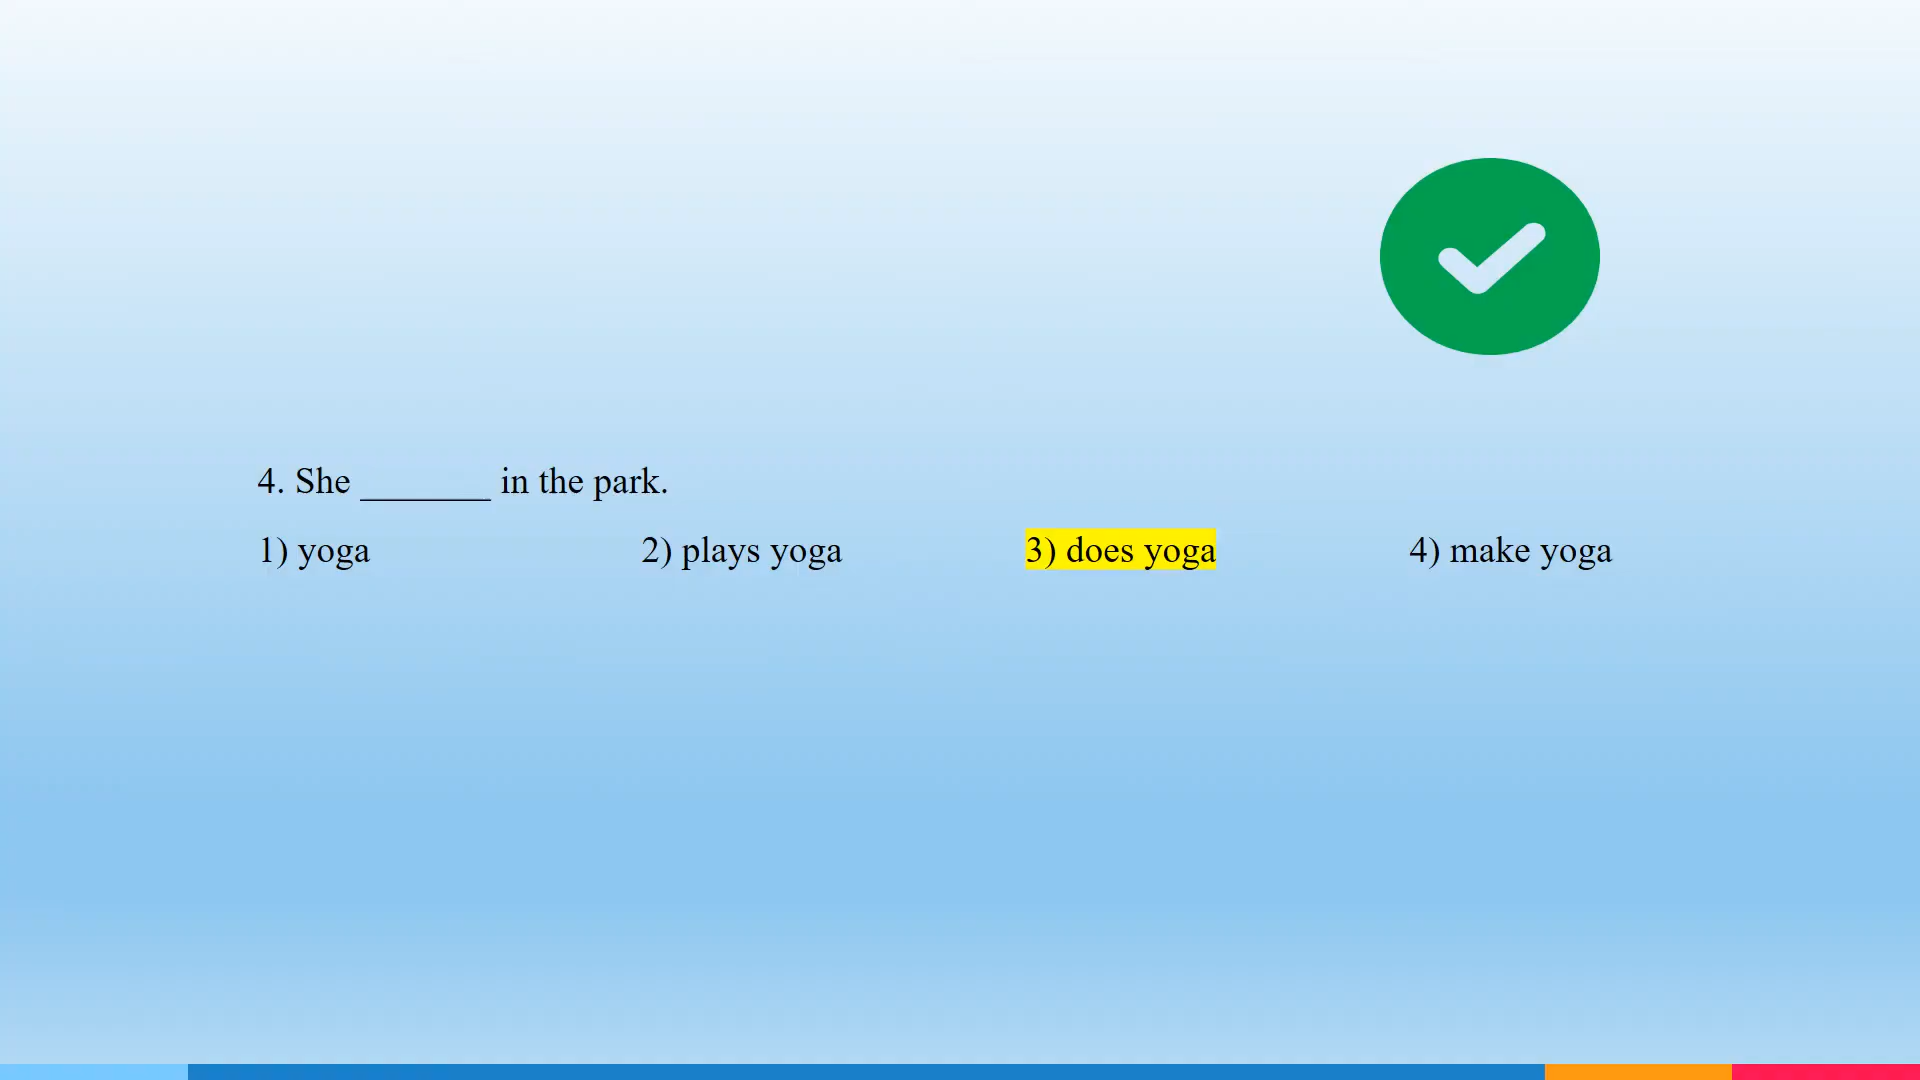 4. She _______ in the park.
1) yoga 2) plays yoga 3) does yoga 4) make yoga